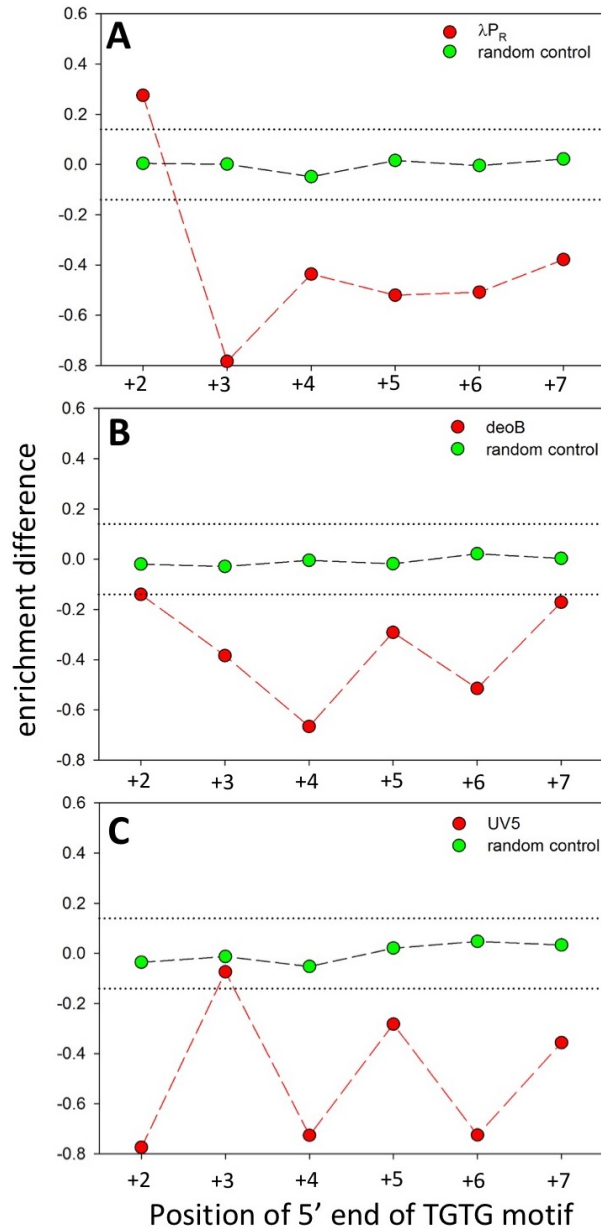 A
λPR
random control
0.6
0.4
0.2
0.0
-0.2
-0.4
-0.6
-0.8
+2 +3 +4 +5 +6 +7
B
deoB
random control
0.6
0.4
0.2
0.0
-0.2
-0.4
-0.6
-0.8
+2 +3 +4 +5 +6 +7
enrichment difference
C
UV5
random control
0.6
0.4
0.2
0.0
-0.2
-0.4
-0.6
-0.8
+2 +3 +4 +5 +6 +7
Position of 5' end of TGTG motif